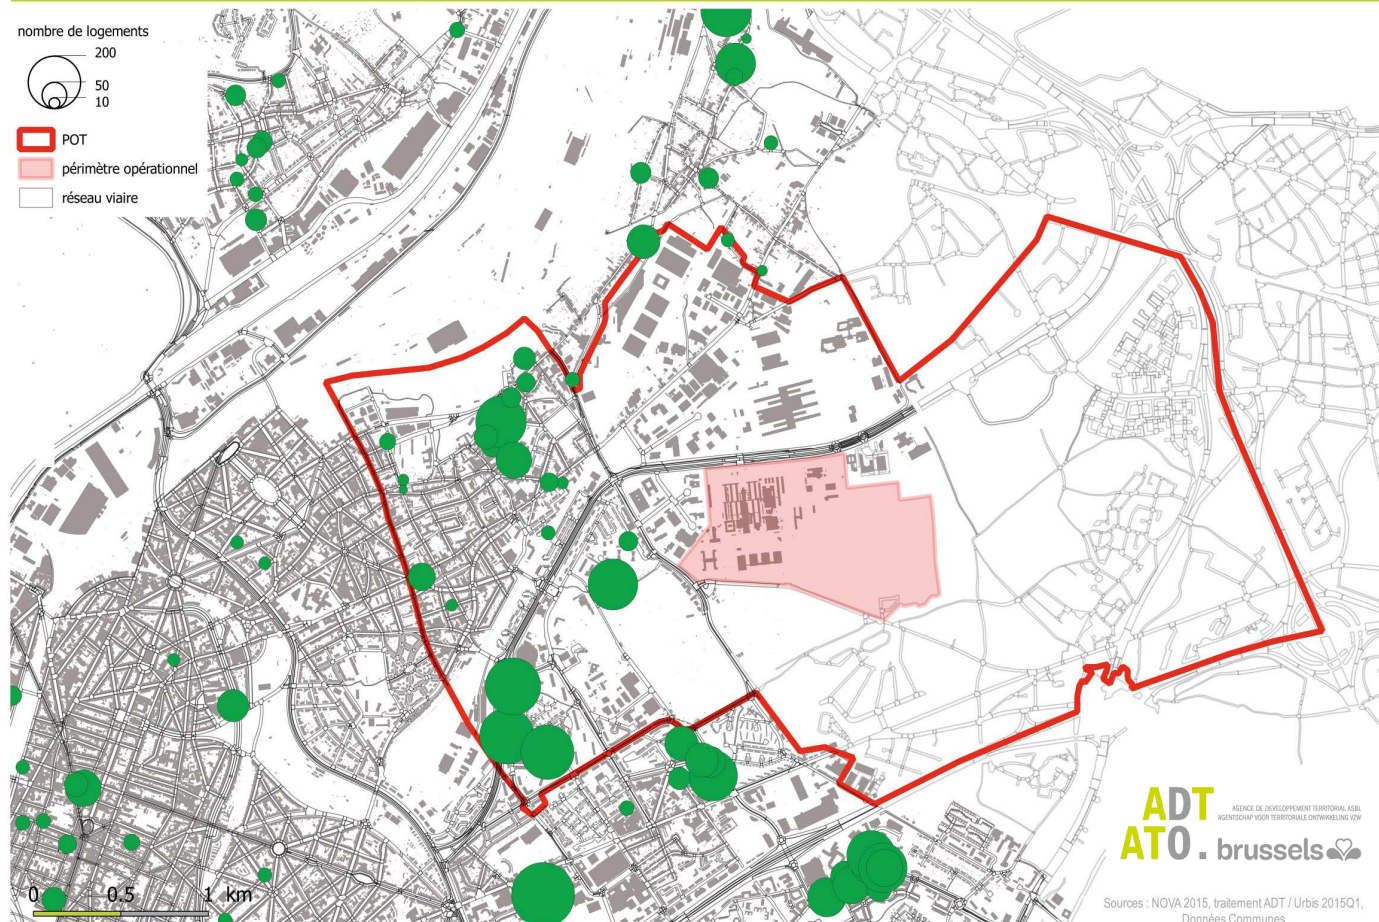 nombre de logements
200
50
10
POT
périmètre opérationnel
réseau viaire
0 0.5 1 km
ADT
ATO. brussels
AGENCE DE DEVELOPPEMENT TERRITORIAL ASBL
AGENTSCHAP VOOR TERRITORIALE ONTWIKKELING VZW
Sources : NOVA 2015, traitement ADT / Urbis 2015Q1,
Données Communes